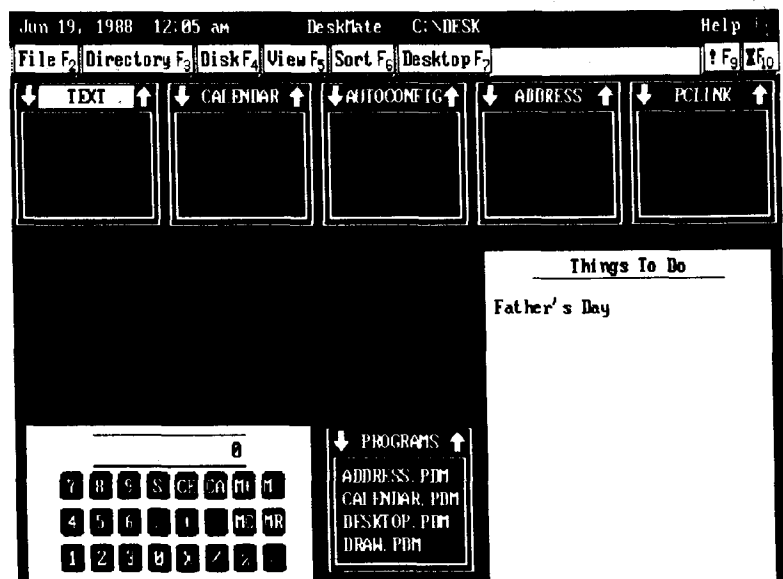 Jun 19, 1988 12:05 am DeskMate C:\DESK Help
File F2 Directory F3 Disk F4 View F5 Sort F6 Desktop F7 ! F9 F10
TEXT CALENDAR AUTOCONFIG ADDRESS PCLINK
Things To Do
Father's Day
0
PROGRAMS
ADDRESS.PDM
CALENDAR.PDM
DESKTOP.PDM
DRAW.PDM
7 8 9 S CE CA M+
4 5 6 MC MR
1 2 3 0